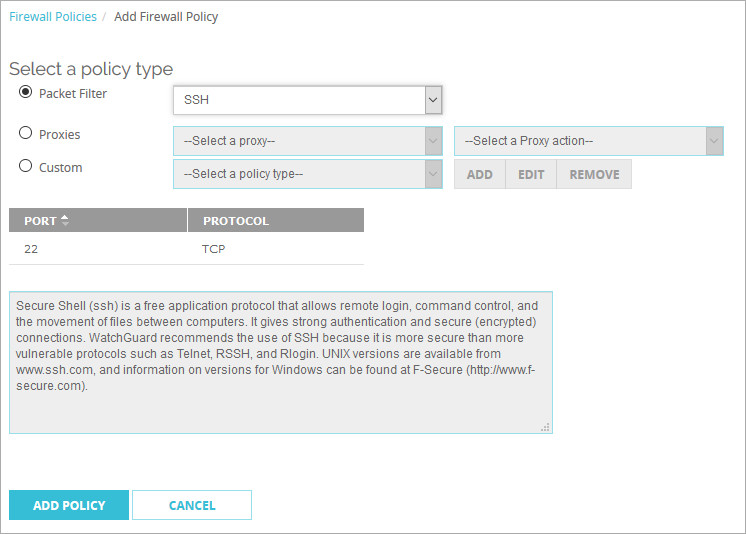 Firewall Policies / Add Firewall Policy
Select a policy type
Packet Filter SSH
Proxies --Select a proxy-- --Select a Proxy action--
Custom --Select a policy type-- ADD EDIT REMOVE
PORT PROTOCOL
22 TCP
Secure Shell (ssh) is a free application protocol that allows remote login, command control, and
the movement of files between computers. It gives strong authentication and secure (encrypted)
connections. WatchGuard recommends the use of SSH because it is more secure than more
vulnerable protocols such as Telnet, RSSH, and Rlogin. UNIX versions are available from
www.ssh.com, and information on versions for Windows can be found at F-Secure (http://www.f-
secure.com).
ADD POLICY CANCEL